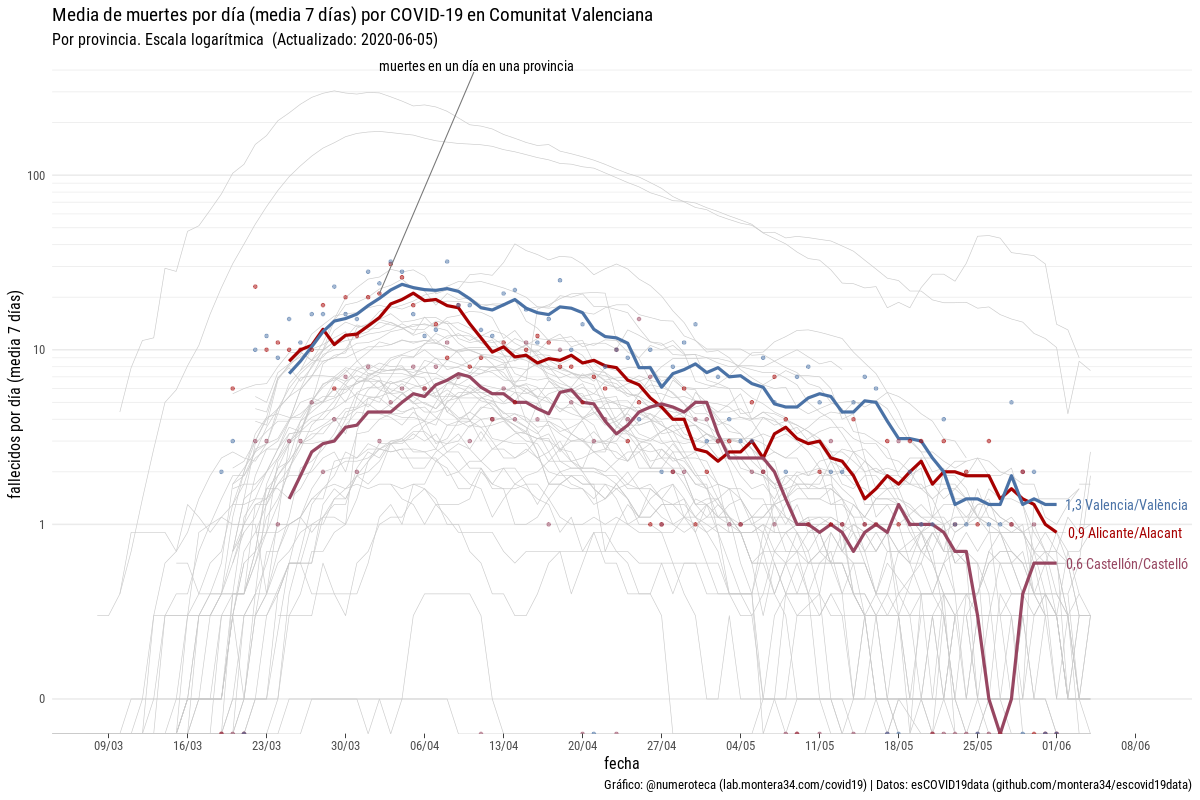 Media de muertes por día (media 7 días) por COVID-19 en Comunitat Valenciana
Por provincia. Escala logarítmica  (Actualizado: 2020-06-05)
muertes en un día en una provincia
fallecidos por día (media  7 días)
100
10
1
0
1,3 Valencia/València
0,9 Alicante/Alacant
0,6 Castellón/Castelló
09/03
16/03
23/03
30/03
06/04
13/04
20/04
27/04
04/05
11/05
18/05
25/05
01/06
08/06
fecha
Gráfico: @numeroteca (lab.montera34.com/covid19) | Datos: esCOVID19data (github.com/montera34/escovid19data)